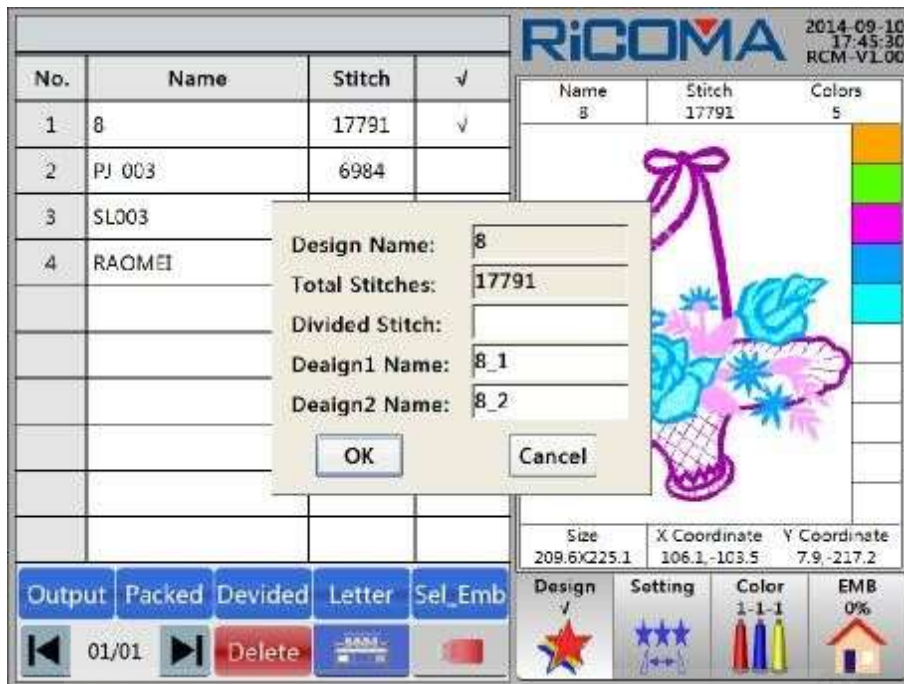 RiCOMA
2014-09-10
17:45:30
RCM-V1.00
No. Name Stitch √
1 8 17791 √
2 PJ 003 6984
3 SL003
4 RAOMEI
Name Stitch Colors
8 17791 5
Design Name: 8
Total Stitches: 17791
Divided Stitch:
Deaign1 Name: 8_1
Deaign2 Name: 8_2
OK Cancel
Size X Coordinate Y Coordinate
209.6X225.1 106.1,-103.5 7.9,-217.2
Output Packed Devided Letter Sel_Emb
01/01 Delete
Design Setting Color EMB
√ 1-1-1 0%